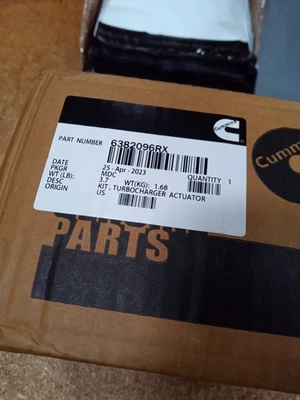 PART NUMBER 6382096RX
Cummins
DATE 25-Apr-2023
PKGR MDC QUANTITY 1
WT (LB): 3.7 WT(KG): 1.68
DESC KIT, TURBOCHARGER ACTUATOR
ORIGIN US
Cummins
PARTS